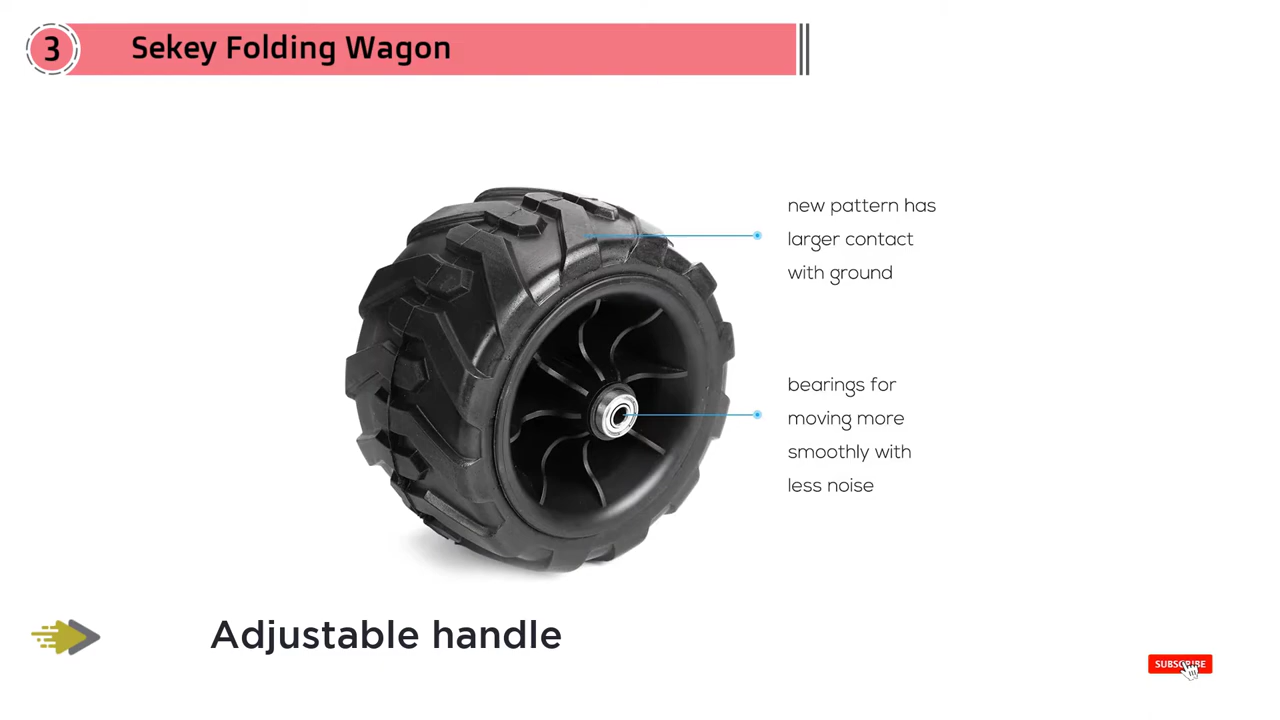 3
Sekey Folding Wagon
new pattern has
larger contact
with ground
bearings for
moving more
smoothly with
less noise
Adjustable handle
SUBSCRIBE